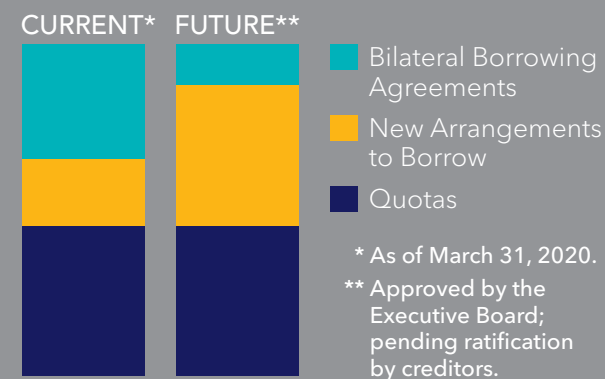 CURRENT* FUTURE**
Bilateral Borrowing
Agreements
New Arrangements
to Borrow
Quotas
* As of March 31, 2020.
** Approved by the
Executive Board;
pending ratification
by creditors.